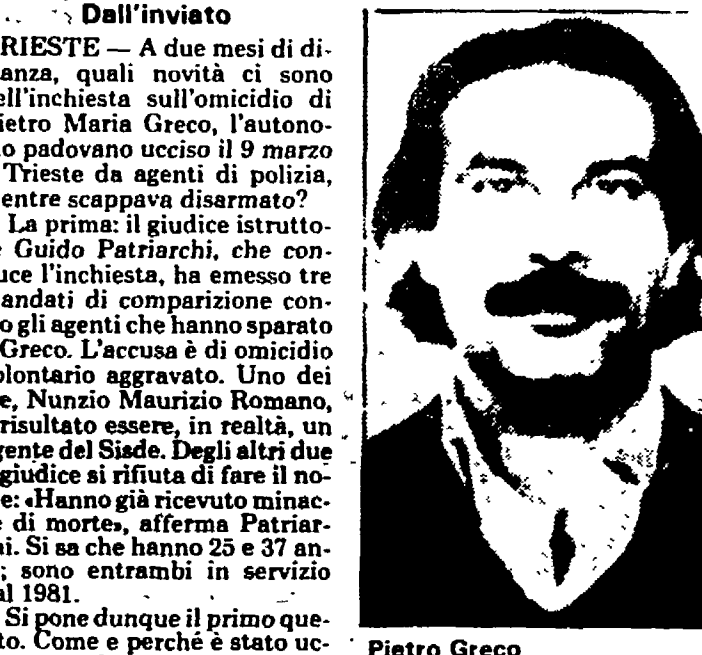 Dall'inviato
RIESTE — A due mesi di di-
anza, quali novità ci sono
ell'inchiesta sull'omicidio di
ietro Maria Greco, l'autono-
o padovano ucciso il 9 marzo
Trieste da agenti di polizia,
entre scappava disarmato?
La prima: il giudice istrutto-
e Guido Patriarchi, che con-
uce l'inchiesta, ha emesso tre
andati di comparizione con-
o gli agenti che hanno sparato
Greco. L'accusa è di omicidio
olontario aggravato. Uno dei
e, Nunzio Maurizio Romano,
risultato essere, in realtà, un
gente del Sisde. Degli altri due
giudice si rifiuta di fare il no-
e: «Hanno già ricevuto minac-
e di morte», afferma Patriar-
ni. Si sa che hanno 25 e 37 an-
; sono entrambi in servizio
al 1981.
Si pone dunque il primo que-
to. Come e perché è stato uc-
Pietro Greco